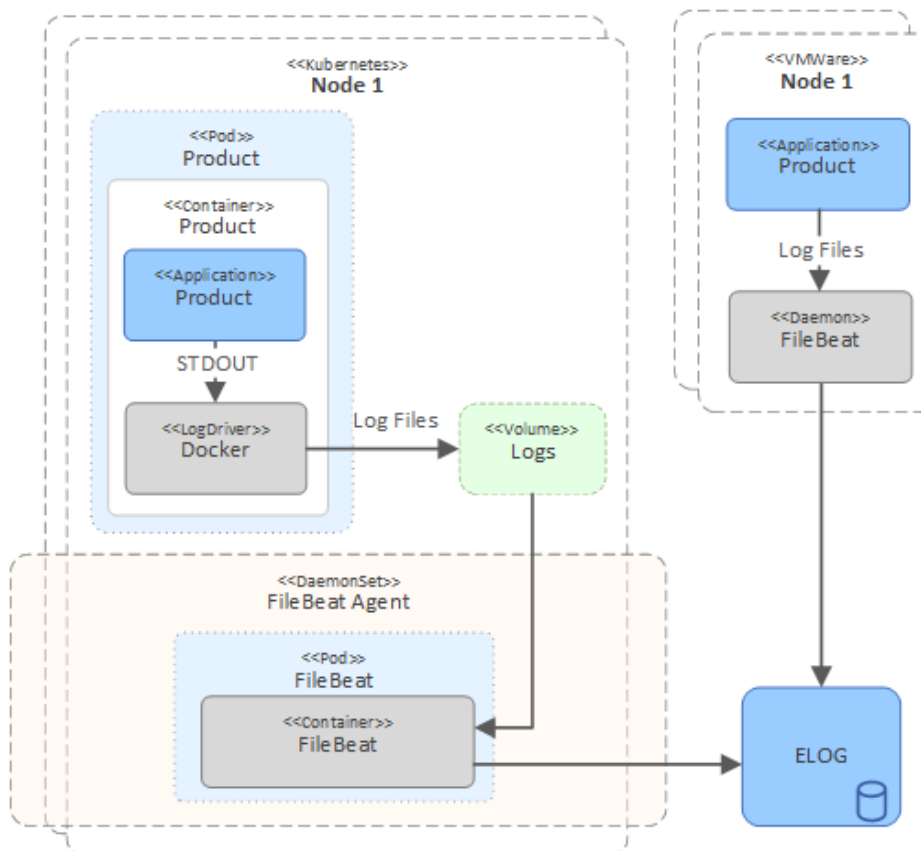 <<Kubernetes>>
Node 1
<<Pod>>
Product
<<Container>>
Product
<<Application>>
Product
STDOUT
<<LogDriver>>
Docker
Log Files
<<Volume>>
Logs
<<DaemonSet>>
FileBeat Agent
<<Pod>>
FileBeat
<<Container>>
FileBeat
<<VMWare>>
Node 1
<<Application>>
Product
Log Files
<<Daemon>>
FileBeat
ELOG